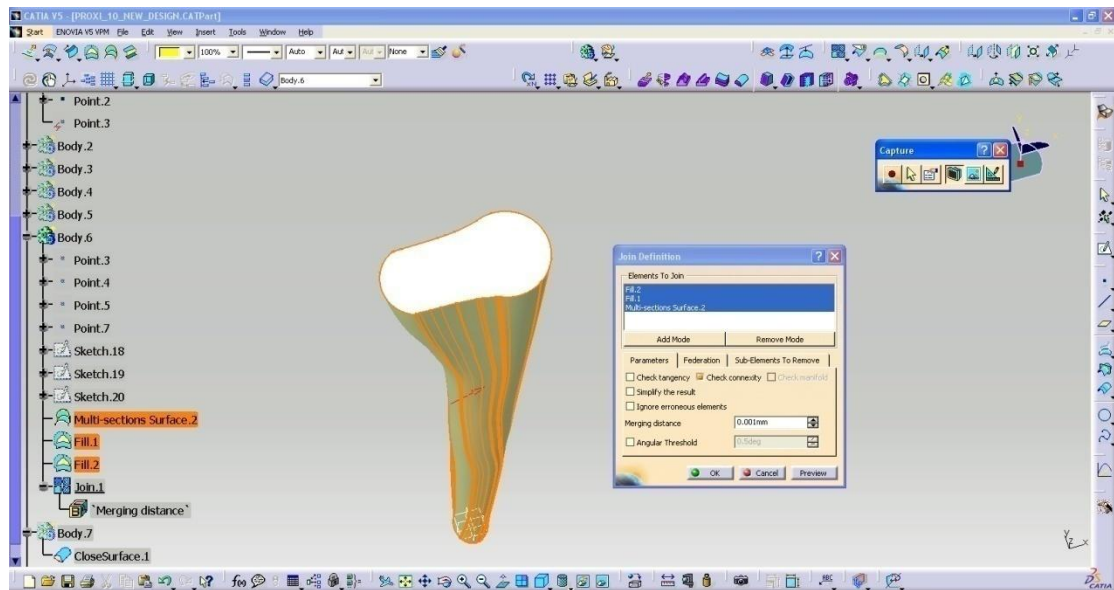 CATIA V5 - [PROXI_10_NEW_DESIGN.CATPart]
Start ENOVIA V5 VPM File Edit View Insert Tools Window Help
100% Auto Aut Aut None
Body.6
Point.2
Point.3
Body.2
Body.3
Body.4
Body.5
Body.6
Point.3
Point.4
Point.5
Point.7
Sketch.18
Sketch.19
Sketch.20
Multi-sections Surface.2
Fill.1
Fill.2
Join.1
`Merging distance`
Body.7
CloseSurface.1
Capture
Join Definition
Elements To Join
Fill.2
Fill.1
Multi-sections Surface.2
Add Mode Remove Mode
Parameters Federation Sub-Elements To Remove
Check tangency Check connexity Check manifold
Simplify the result
Ignore erroneous elements
Merging distance 0.001mm
Angular Threshold 0.5deg
OK Cancel Preview
y
z x
f(x)
ABC
CATIA